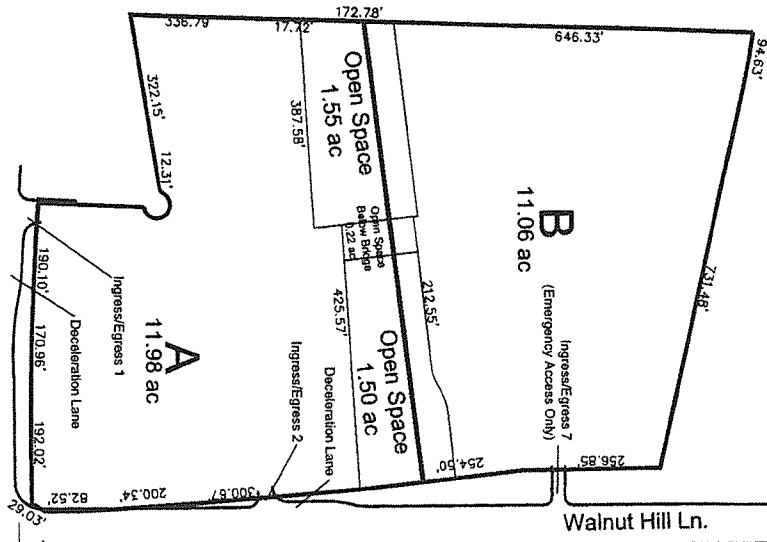 172.78'
336.79
17.72'
646.33'
94.63'
322.15'
12.31'
387.58'
Open Space
1.55 ac
B
11.06 ac
Open Space
Below Bridge
0.22 ac
731.48'
190.10'
Ingress/Egress 1
170.96'
Deceleration Lane
192.02'
A
11.98 ac
425.57'
212.55'
Open Space
1.50 ac
Ingress/Egress 2
Deceleration Lane
Ingress/Egress 7
(Emergency Access Only)
256.85'
254.50'
300.67
200.34'
82.52'
29.03'
Walnut Hill Ln.